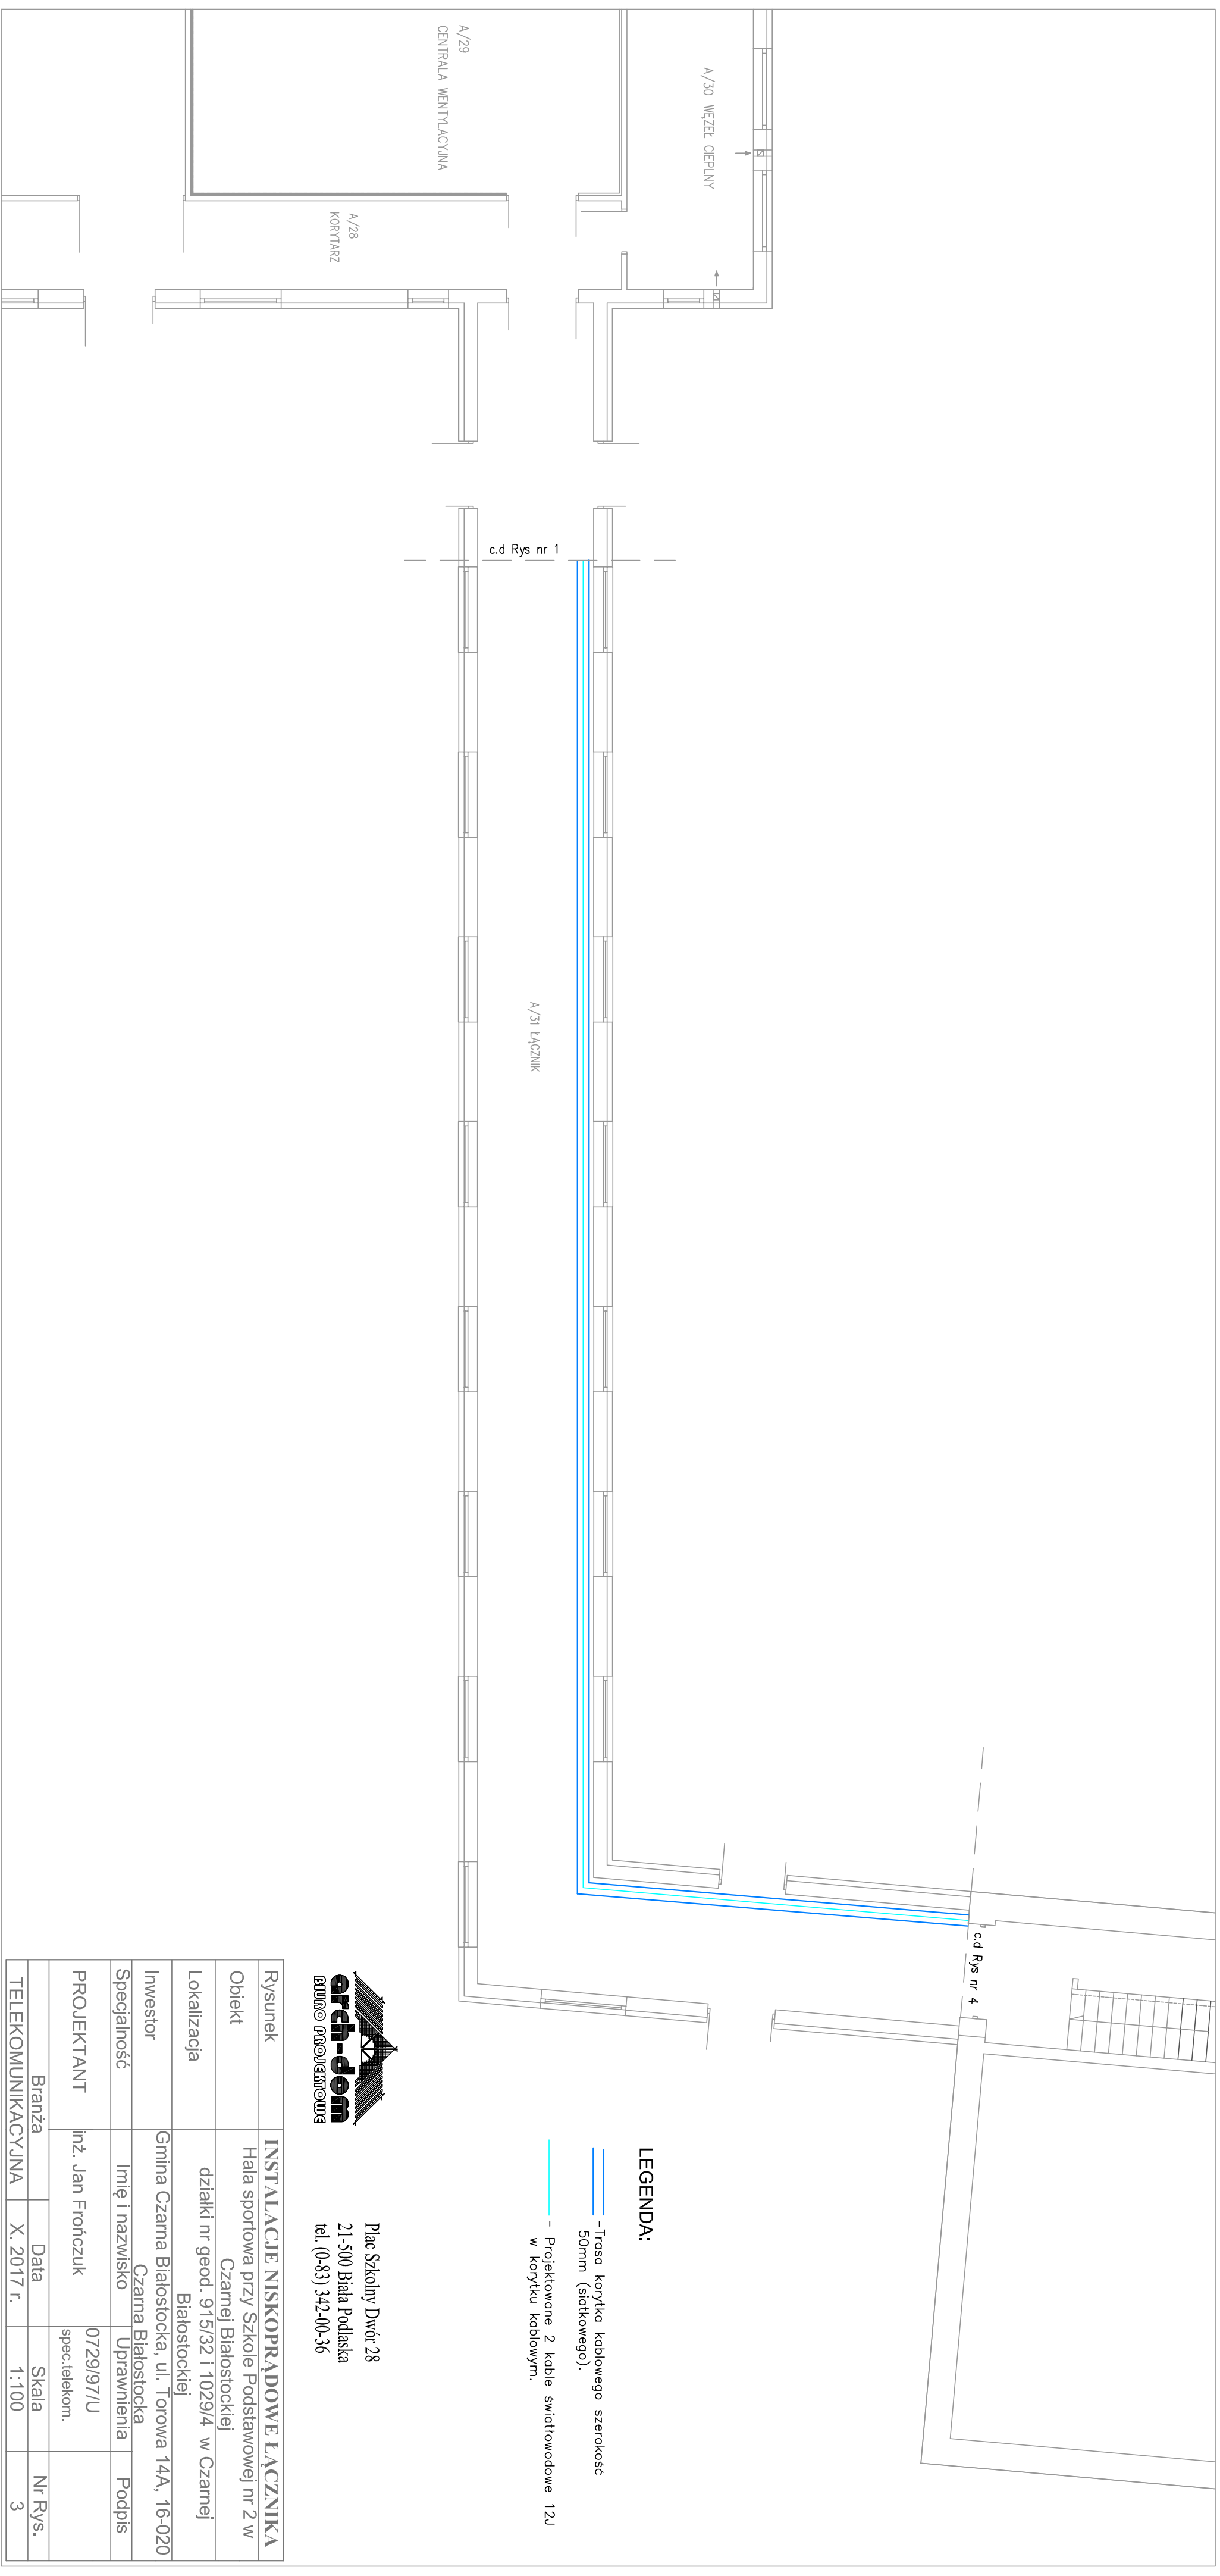 A/29
CENTRALA WENTYLACYJNA
A/30 WĘZEŁ CIEPLNY
A/28
KORYTARZ
c.d Rys nr 1
A/31 ŁĄCZNIK
c.d Rys nr 4
LEGENDA:
-Trasa korytka kablowego szerokość
50mm (siatkowego).
- Projektowane 2 kable światłowodowe 12J
w korytku kablowym.
arch-dom
BIURO PROJEKTOWE
Plac Szkolny Dwór 28
21-500 Biała Podlaska
tel. (0-83) 342-00-36
Rysunek INSTALACJE NISKOPRĄDOWE ŁĄCZNIKA
Obiekt Hala sportowa przy Szkole Podstawowej nr 2 w
Czarnej Białostockiej
Lokalizacja działki nr geod. 915/32 i 1029/4 w Czarnej
Białostockiej
Inwestor Gmina Czarna Białostocka, ul. Torowa 14A, 16-020
Czarna Białostocka
Specjalność Imię i nazwisko Uprawnienia Podpis
PROJEKTANT inż. Jan Frończuk 0729/97/U
spec.telekom.
Branża Data Skala Nr Rys.
TELEKOMUNIKACYJNA X. 2017 r. 1:100 3